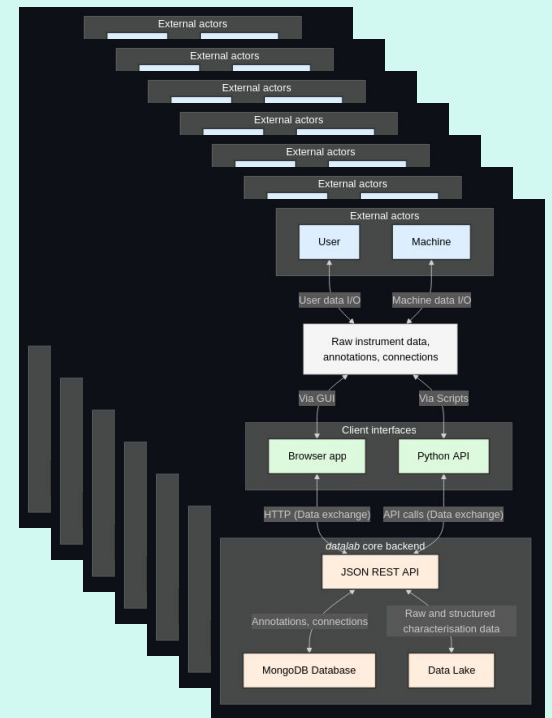 External actors
External actors
External actors
External actors
External actors
External actors
External actors
User Machine
User data I/O Machine data I/O
Raw instrument data,
annotations, connections
Via GUI Via Scripts
Client interfaces
Browser app Python API
HTTP (Data exchange) API calls (Data exchange)
datalab core backend
JSON REST API
Annotations, connections
Raw and structured
characterisation data
MongoDB Database Data Lake